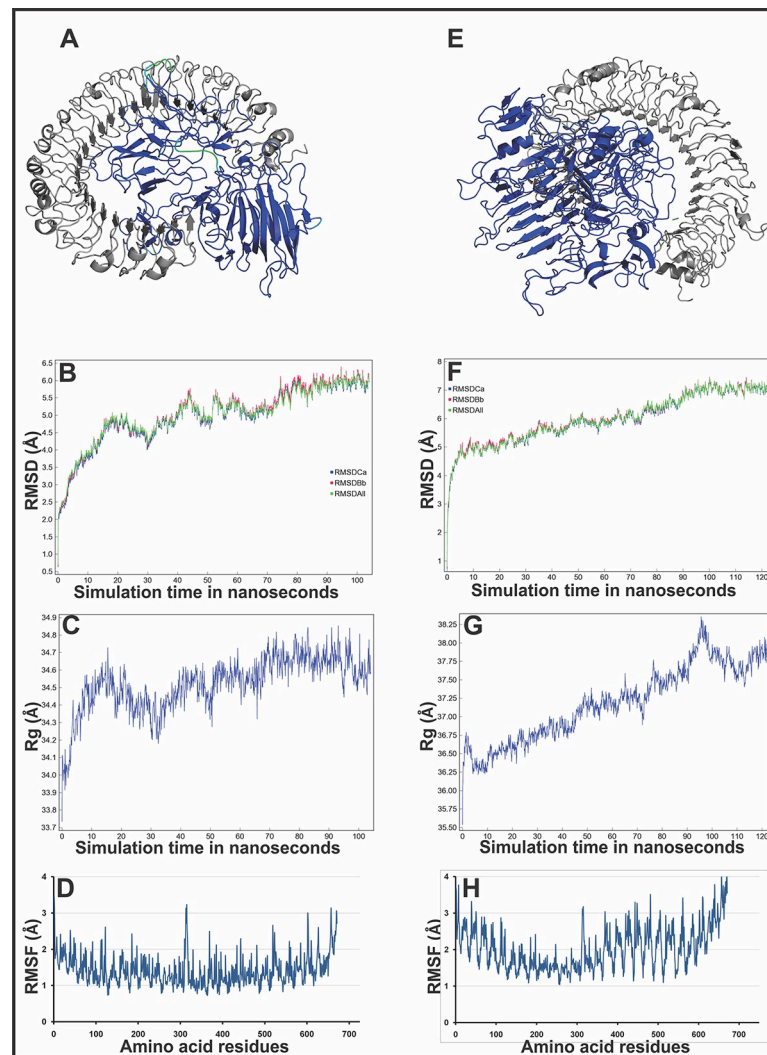 A
E
B
6.5
6.0
5.5
5.0
4.5
4.0
3.5
3.0
2.5
2.0
1.5
1.0
0.5
RMSD (Å)
RMSDCa
RMSDBb
RMSDAll
0 10 20 30 40 50 60 70 80 90 100
Simulation time in nanoseconds
F
8
7
6
5
4
3
2
1
RMSD (Å)
RMSDCa
RMSDBb
RMSDAll
0 10 20 30 40 50 60 70 80 90 100 110 120
Simulation time in nanoseconds
C
34.9
34.8
34.7
34.6
34.5
34.4
34.3
34.2
34.1
34.0
33.9
33.8
33.7
Rg (Å)
0 10 20 30 40 50 60 70 80 90 100
Simulation time in nanoseconds
G
38.25
38.00
37.75
37.50
37.25
37.00
36.75
36.50
36.25
36.00
35.75
35.50
Rg (Å)
0 10 20 30 40 50 60 70 80 90 100 110 120
Simulation time in nanoseconds
D
4
3
2
1
0
RMSF (Å)
0 100 200 300 400 500 600 700
Amino acid residues
H
4
3
2
1
0
RMSF (Å)
0 100 200 300 400 500 600 700
Amino acid residues